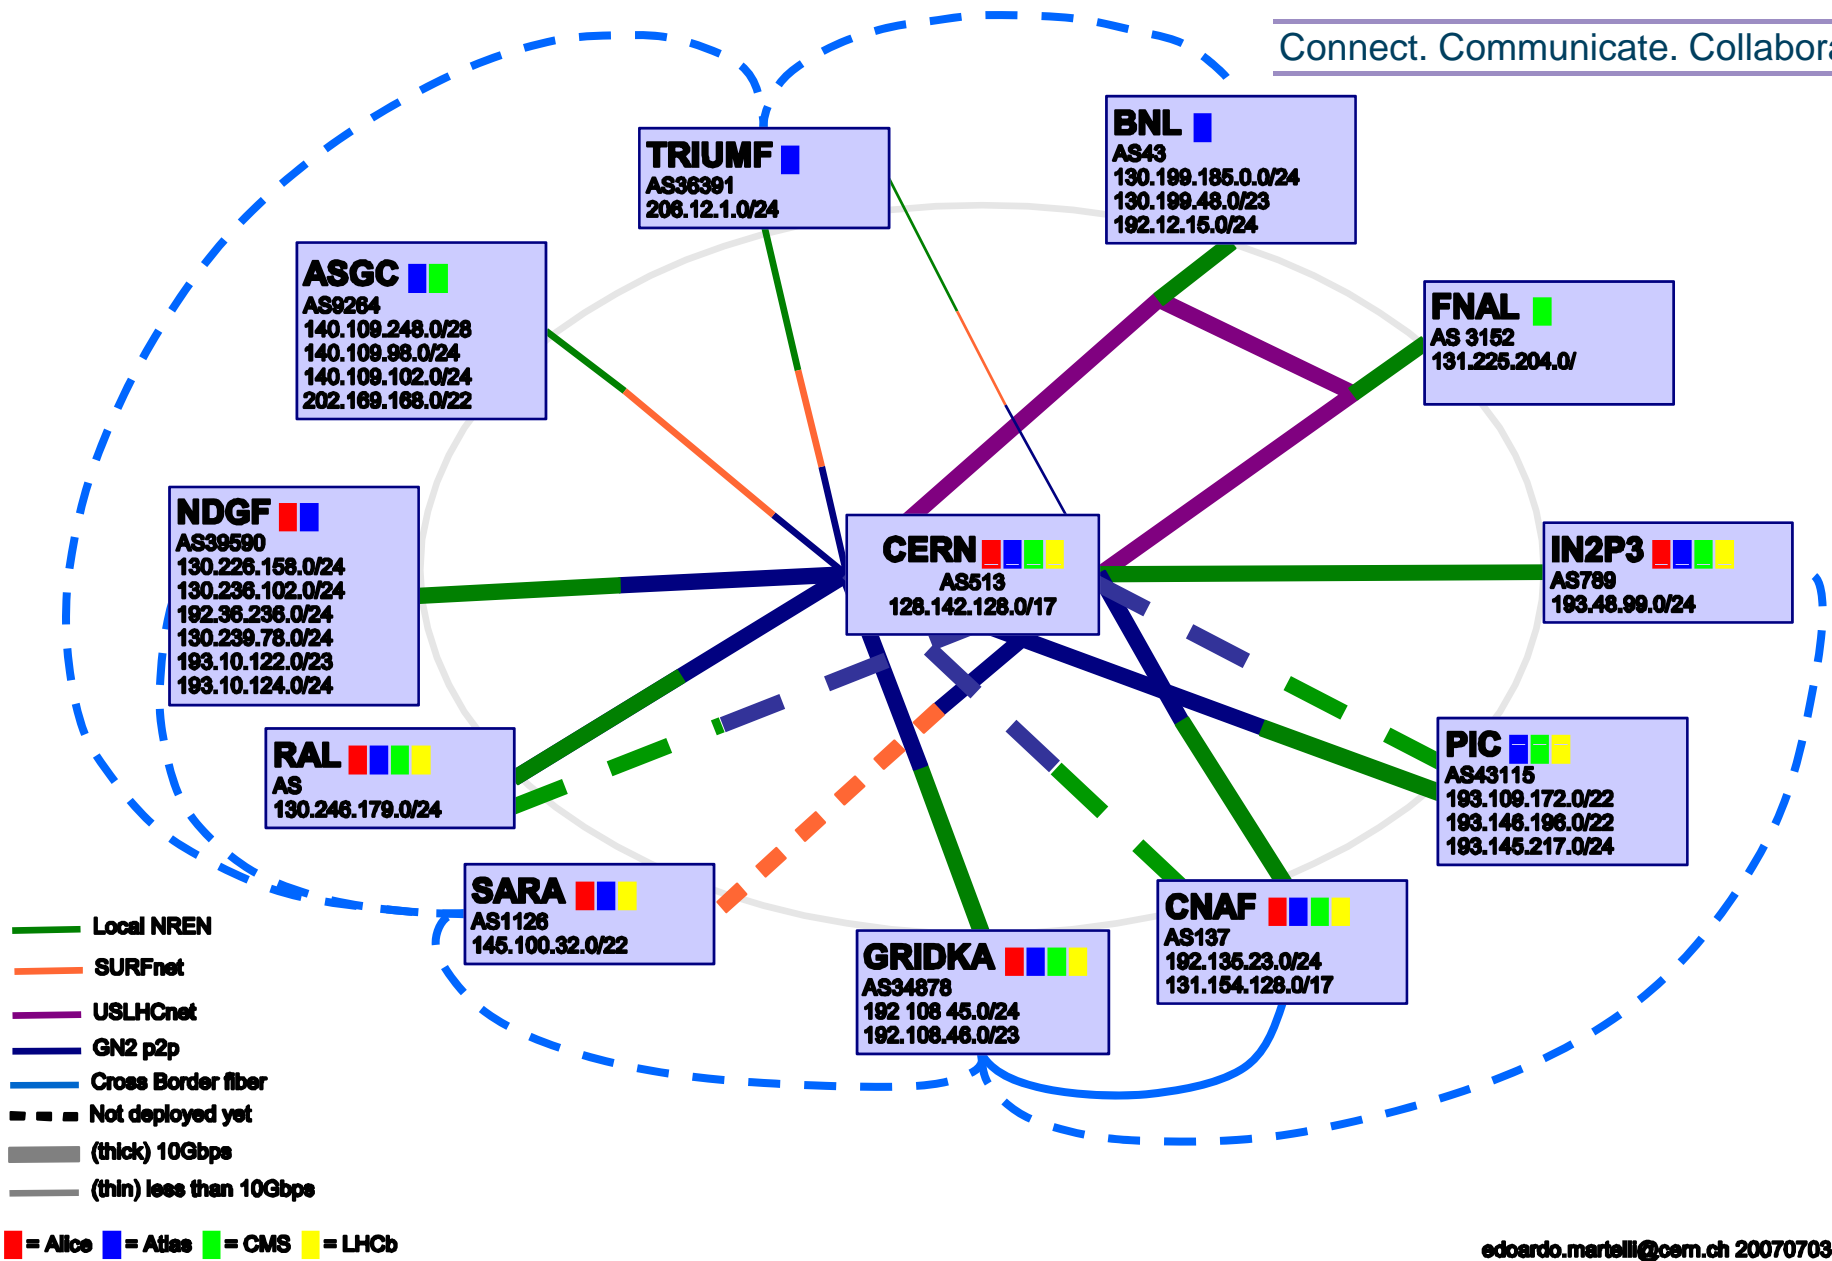 Connect. Communicate. Collabora
TRIUMF
AS36391
206.12.1.0/24
BNL
AS43
130.199.185.0.0/24
130.199.48.0/23
192.12.15.0/24
ASGC
AS9264
140.109.248.0/28
140.109.98.0/24
140.109.102.0/24
202.169.168.0/22
FNAL
AS 3152
131.225.204.0/
NDGF
AS39590
130.226.158.0/24
130.236.102.0/24
192.36.236.0/24
130.239.78.0/24
193.10.122.0/23
193.10.124.0/24
CERN
AS513
128.142.128.0/17
IN2P3
AS789
193.48.99.0/24
RAL
AS
130.246.179.0/24
PIC
AS43115
193.109.172.0/22
193.146.196.0/22
193.145.217.0/24
SARA
AS1126
145.100.32.0/22
GRIDKA
AS34878
192 108 45.0/24
192.108.46.0/23
CNAF
AS137
192.135.23.0/24
131.154.128.0/17
Local NREN
SURFnet
USLHCnet
GN2 p2p
Cross Border fiber
Not deployed yet
(thick) 10Gbps
(thin) less than 10Gbps
= Alice = Atlas = CMS = LHCb
edoardo.martelli@cern.ch 20070703